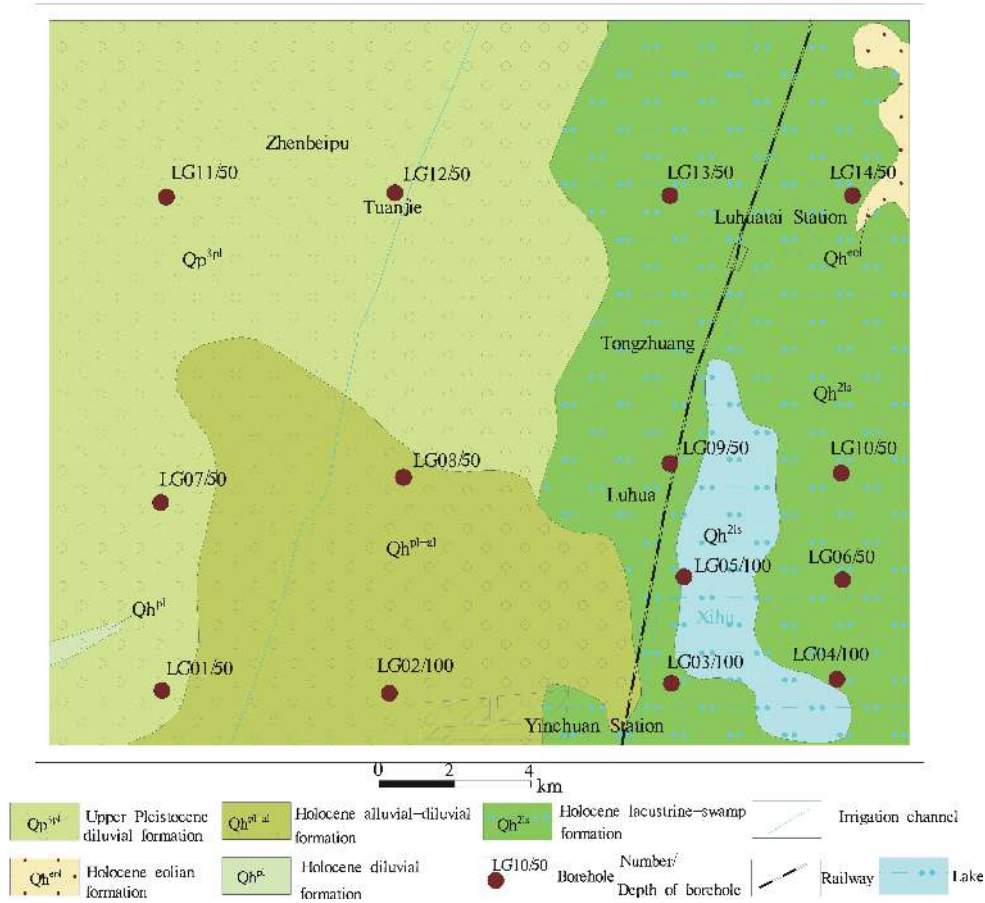 Zhenbeipu
LG11/50
LG12/50
LG13/50
LG14/50
Tuanjie
Luhuatai Station
Qp3pl
Qheol
Tongzhuang
Qh2ls
LG08/50
LG09/50
LG10/50
LG07/50
Luhua
Qh2ls
Qhpl-al
LG05/100
LG06/50
Qhpl
Xihu
LG01/50
LG02/100
LG03/100
LG04/100
Yinchuan Station
0 2 4
km
Qp3pl
Upper Pleistocene
diluvial formation
Qhpl-al
Holocene alluvial-diluvial
formation
Qh2ls
Holocene lacustrine-swamp
formation
Irrigation channel
Qheol
Holocene eolian
formation
Qhpl
Holocene diluvial
formation
LG10/50
Borehole
Number/
Depth of borehole
Railway
Lake